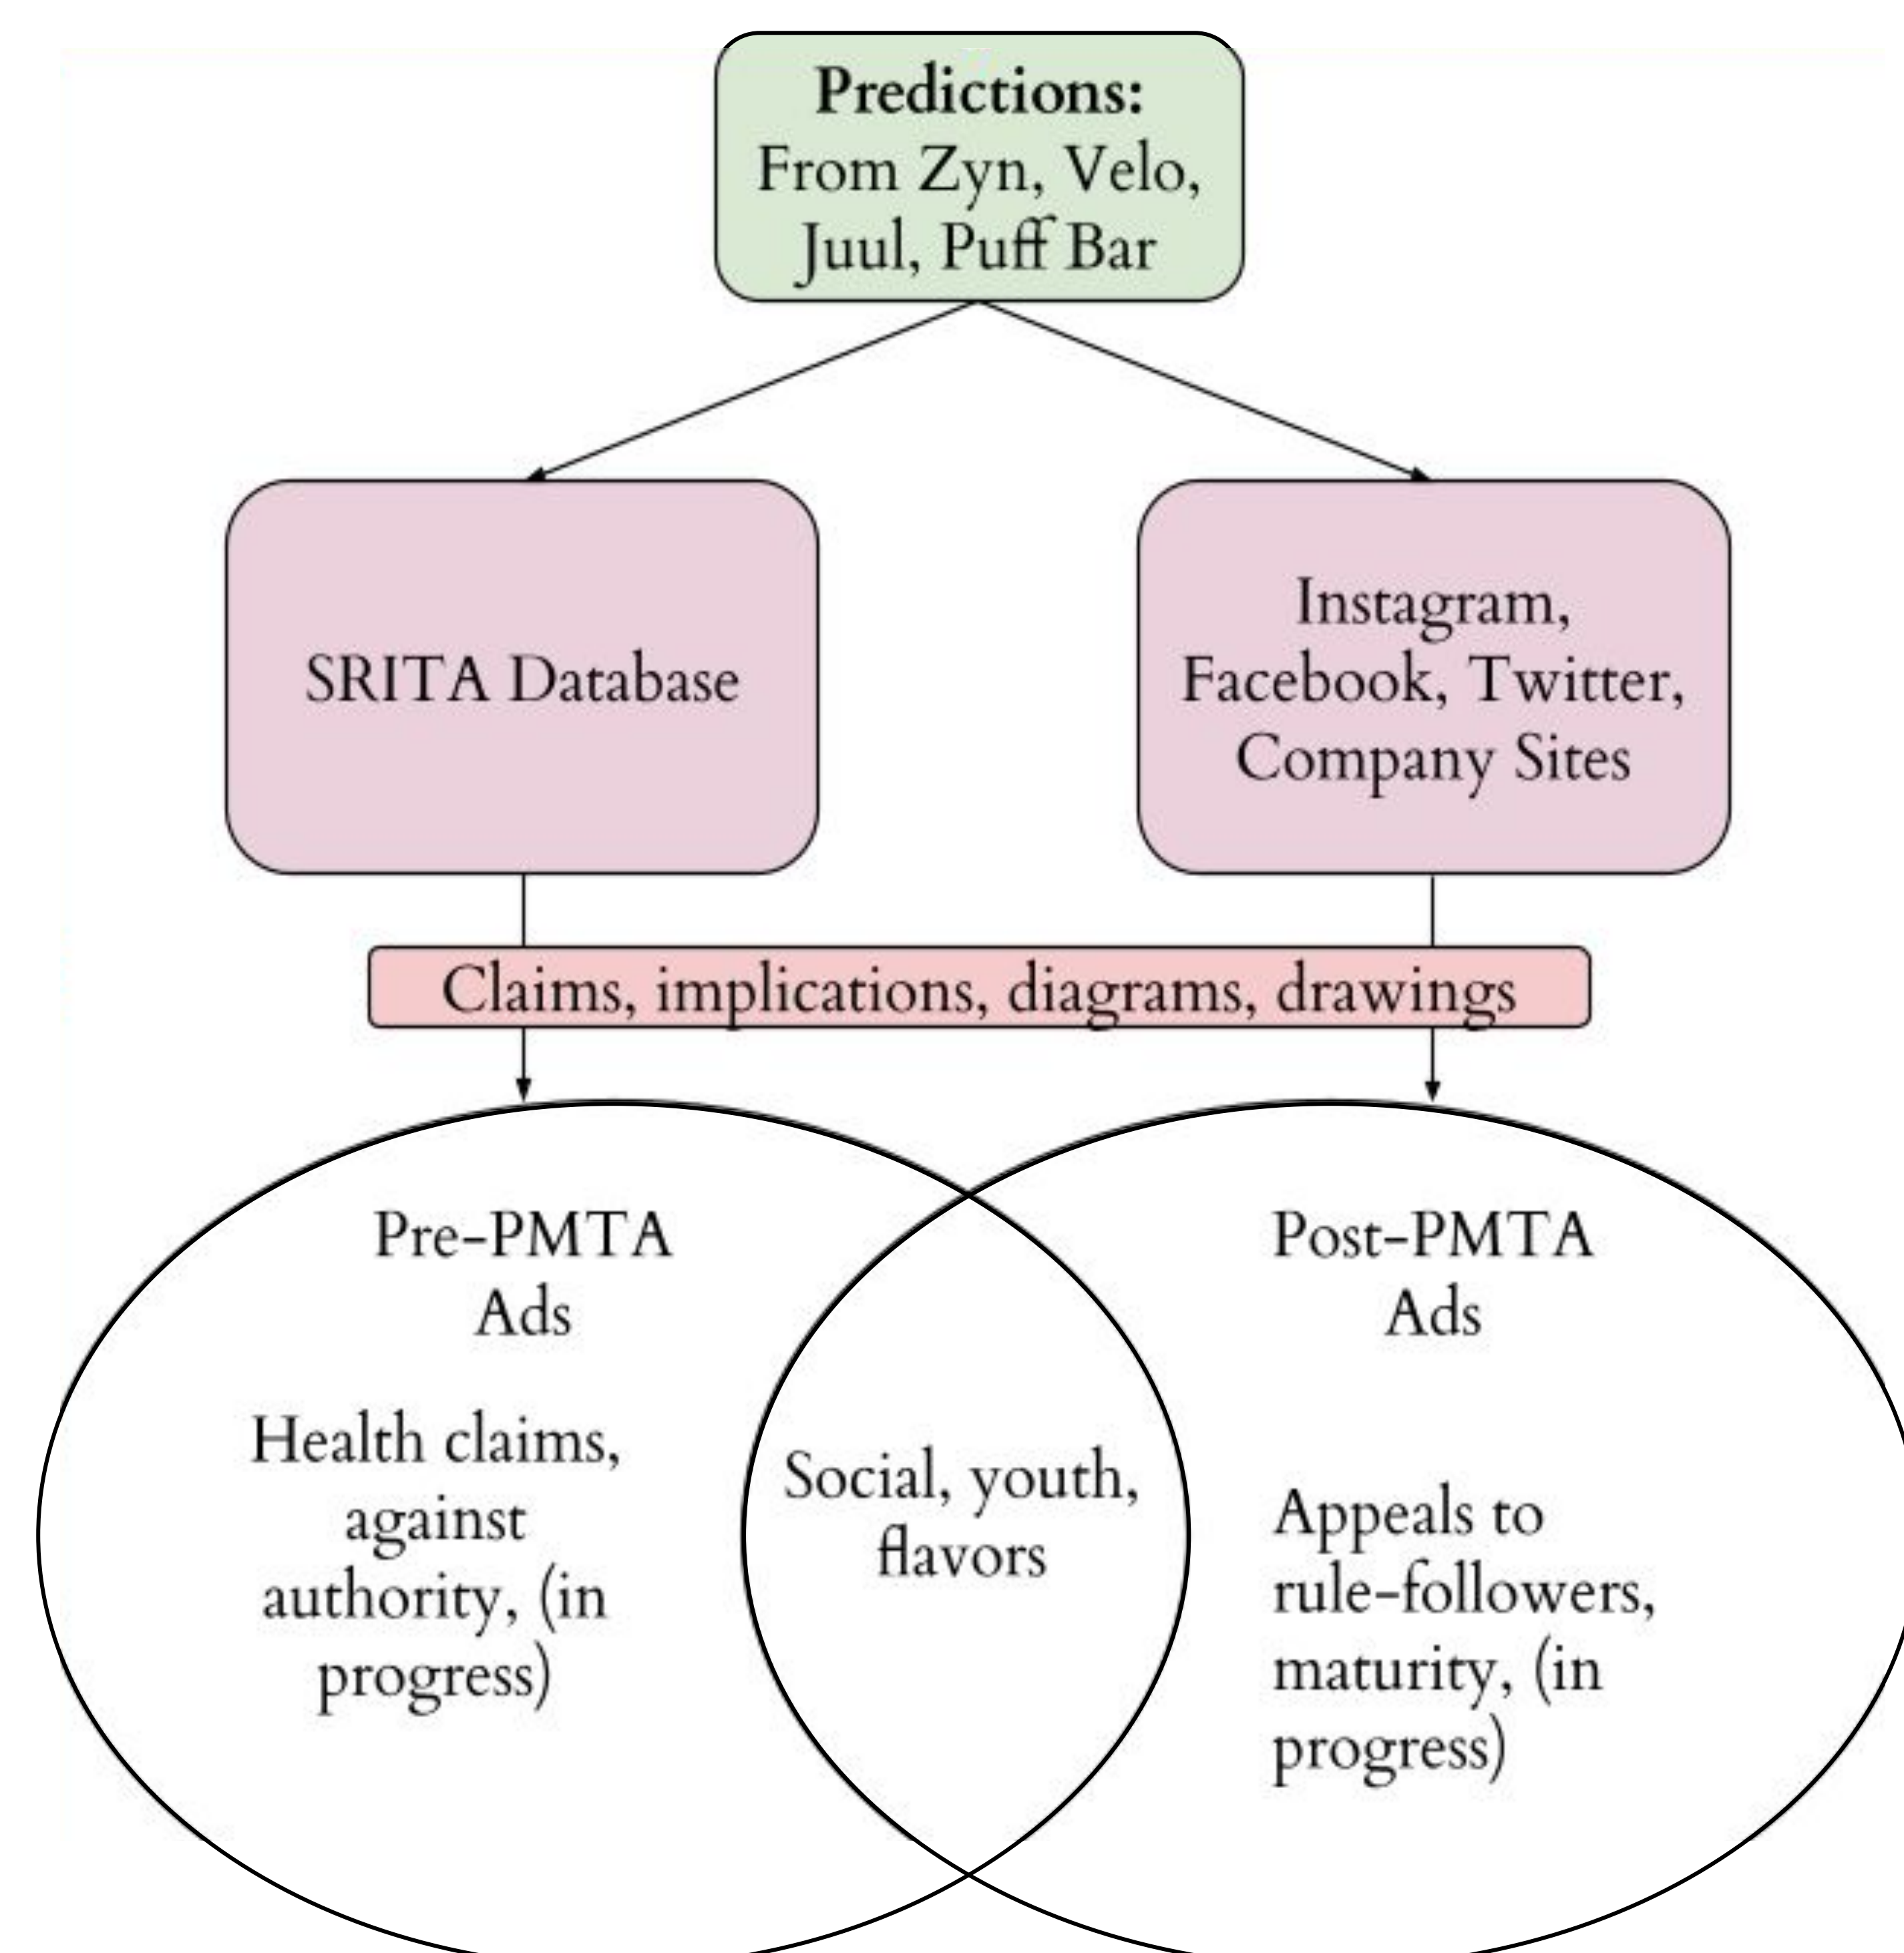 Predictions:
From Zyn, Velo,
Juul, Puff Bar
SRITA Database
Instagram,
Facebook, Twitter,
Company Sites
Claims, implications, diagrams, drawings
Pre-PMTA
Ads
Health claims,
against
authority, (in
progress)
Social, youth,
flavors
Post-PMTA
Ads
Appeals to
rule-followers,
maturity, (in
progress)